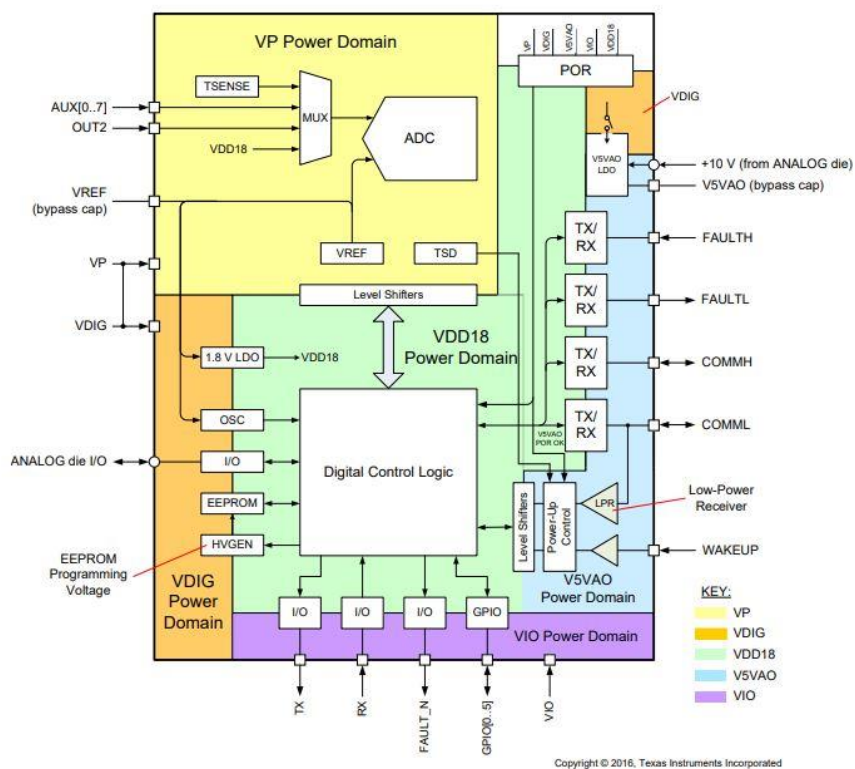 VP Power Domain
VP
VDIG
V5VAO
VIO
VDD18
POR
TSENSE
VDIG
AUX[0..7]
OUT2
MUX
ADC
VDD18
V5VAO
LDO
+10 V (from ANALOG die)
V5VAO (bypass cap)
VREF
(bypass cap)
TX/
RX
FAULTH
VREF
TSD
VP
Level Shifters
TX/
RX
FAULTL
VDIG
VDD18
Power Domain
1.8 V LDO
VDD18
TX/
RX
COMMH
OSC
TX/
RX
COMML
V5VAO
POR OK
ANALOG die I/O
I/O
Digital Control Logic
EEPROM
Level Shifters
Power-Up
Control
LPR
Low-Power
Receiver
HVGEN
WAKEUP
EEPROM
Programming
Voltage
VDIG
Power
Domain
V5VAO
Power Domain
I/O
I/O
I/O
GPIO
VIO Power Domain
KEY:
VP
VDIG
VDD18
V5VAO
VIO
TX
RX
FAULT_N
GPIO[0..5]
VIO
Copyright © 2016, Texas Instruments Incorporated